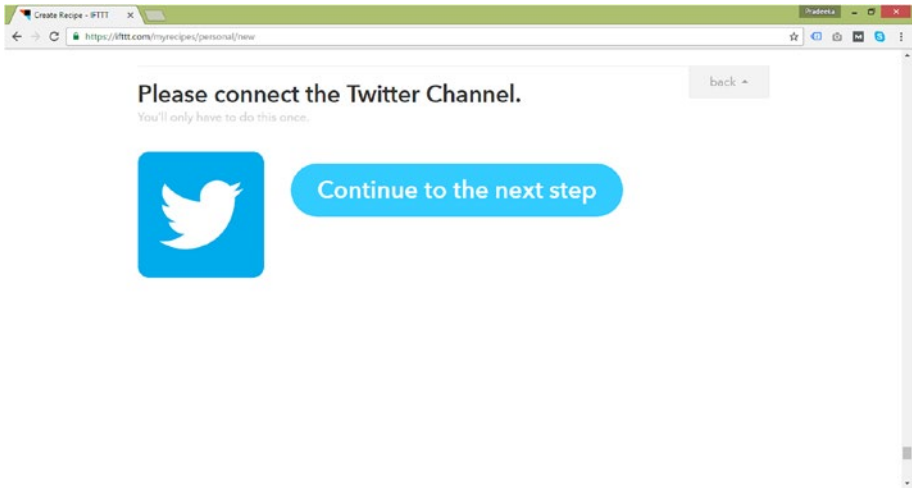 Create Recipe - IFTTT
Pradeeka
https://ifttt.com/myrecipes/personal/new
back
Please connect the Twitter Channel.
You'll only have to do this once.
Continue to the next step